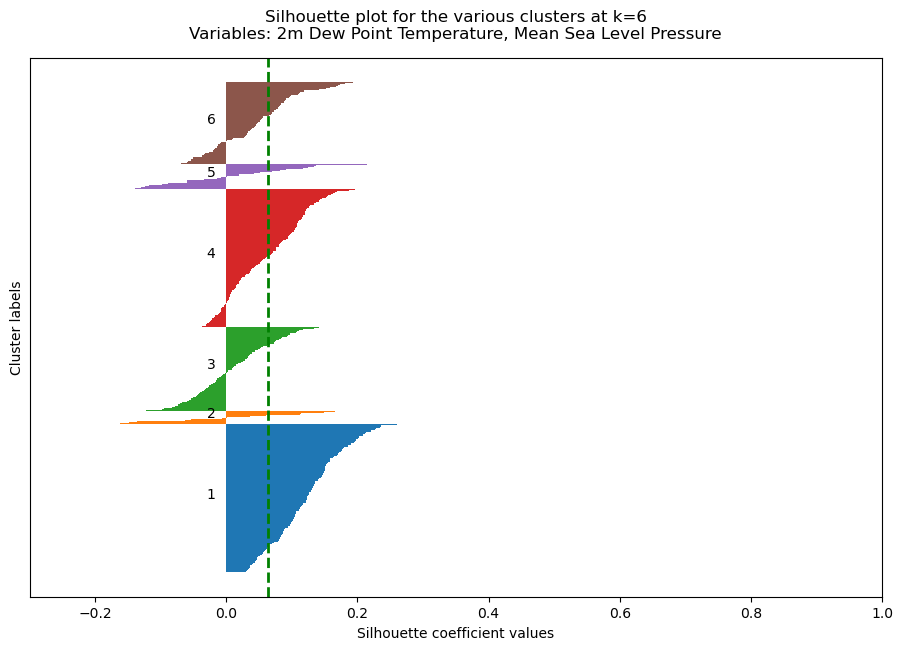 Silhouette plot for the various clusters at k=6
Variables: 2m Dew Point Temperature, Mean Sea Level Pressure
6
5
4
3
2
1
Cluster labels
−0.2 0.0 0.2 0.4 0.6 0.8 1.0
Silhouette coefficient values